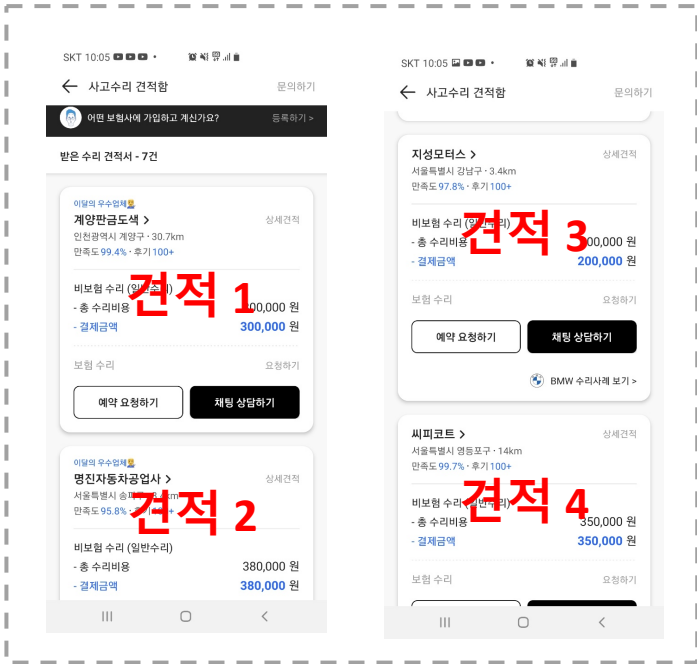 SKT 10:05
사고수리 견적함 문의하기
어떤 보험사에 가입하고 계신가요? 등록하기 >
받은 수리 견적서 - 7건
이달의 우수업체
계양판금도색 > 상세견적
인천광역시 계양구 · 30.7km
만족도 99.4% · 후기 100+
비보험 수리
견적 1
- 총 수리비용
- 결제금액 300,000 원
보험 수리 요청하기
예약 요청하기 채팅 상담하기
이달의 우수업체
명진자동차공업사 > 상세견적
서울특별시
만족도 95.8%
견적 2
비보험 수리 (일반수리)
- 총 수리비용 380,000 원
- 결제금액 380,000 원
SKT 10:05
사고수리 견적함 문의하기
지성모터스 > 상세견적
서울특별시 강남구 · 3.4km
만족도 97.8% · 후기 100+
비보험 수리
견적 3
- 총 수리비용
- 결제금액 200,000 원
보험 수리 요청하기
예약 요청하기 채팅 상담하기
BMW 수리사례 보기 >
씨피코트 > 상세견적
서울특별시 영등포구 · 14km
만족도 99.7% · 후기 100+
비보험 수리
견적 4
- 총 수리비용 350,000 원
- 결제금액 350,000 원
보험 수리 요청하기